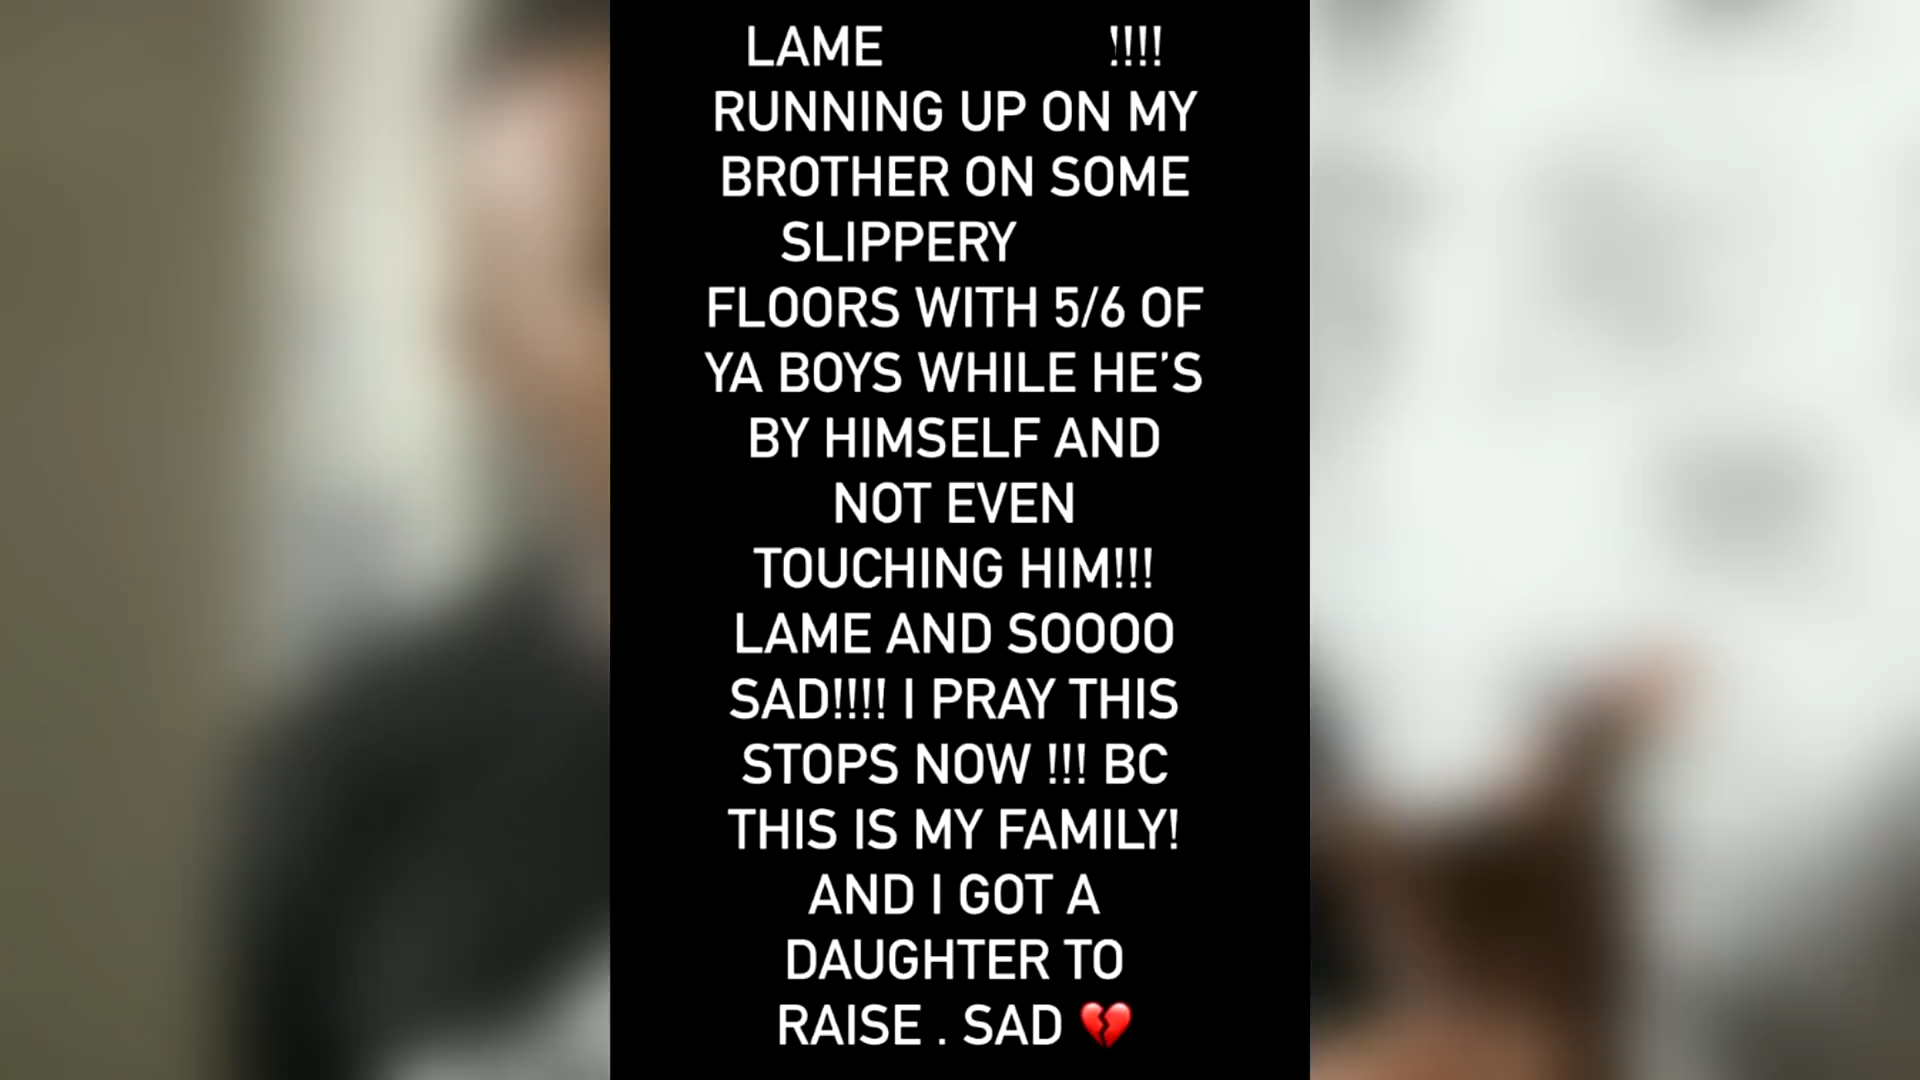 LAME !!!!
RUNNING UP ON MY
BROTHER ON SOME
SLIPPERY
FLOORS WITH 5/6 OF
YA BOYS WHILE HE’S
BY HIMSELF AND
NOT EVEN
TOUCHING HIM!!!
LAME AND SOOOO
SAD!!!! I PRAY THIS
STOPS NOW !!! BC
THIS IS MY FAMILY!
AND I GOT A
DAUGHTER TO
RAISE . SAD 💔